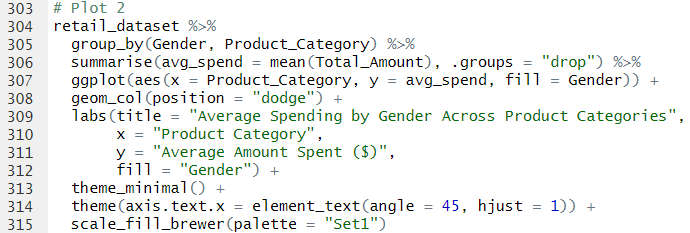 303 # Plot 2
304 retail_dataset %>%
305   group_by(Gender, Product_Category) %>%
306   summarise(avg_spend = mean(Total_Amount), .groups = "drop") %>%
307   ggplot(aes(x = Product_Category, y = avg_spend, fill = Gender)) +
308   geom_col(position = "dodge") +
309   labs(title = "Average Spending by Gender Across Product Categories",
310        x = "Product Category",
311        y = "Average Amount Spent ($)",
312        fill = "Gender") +
313   theme_minimal() +
314   theme(axis.text.x = element_text(angle = 45, hjust = 1)) +
315   scale_fill_brewer(palette = "Set1")